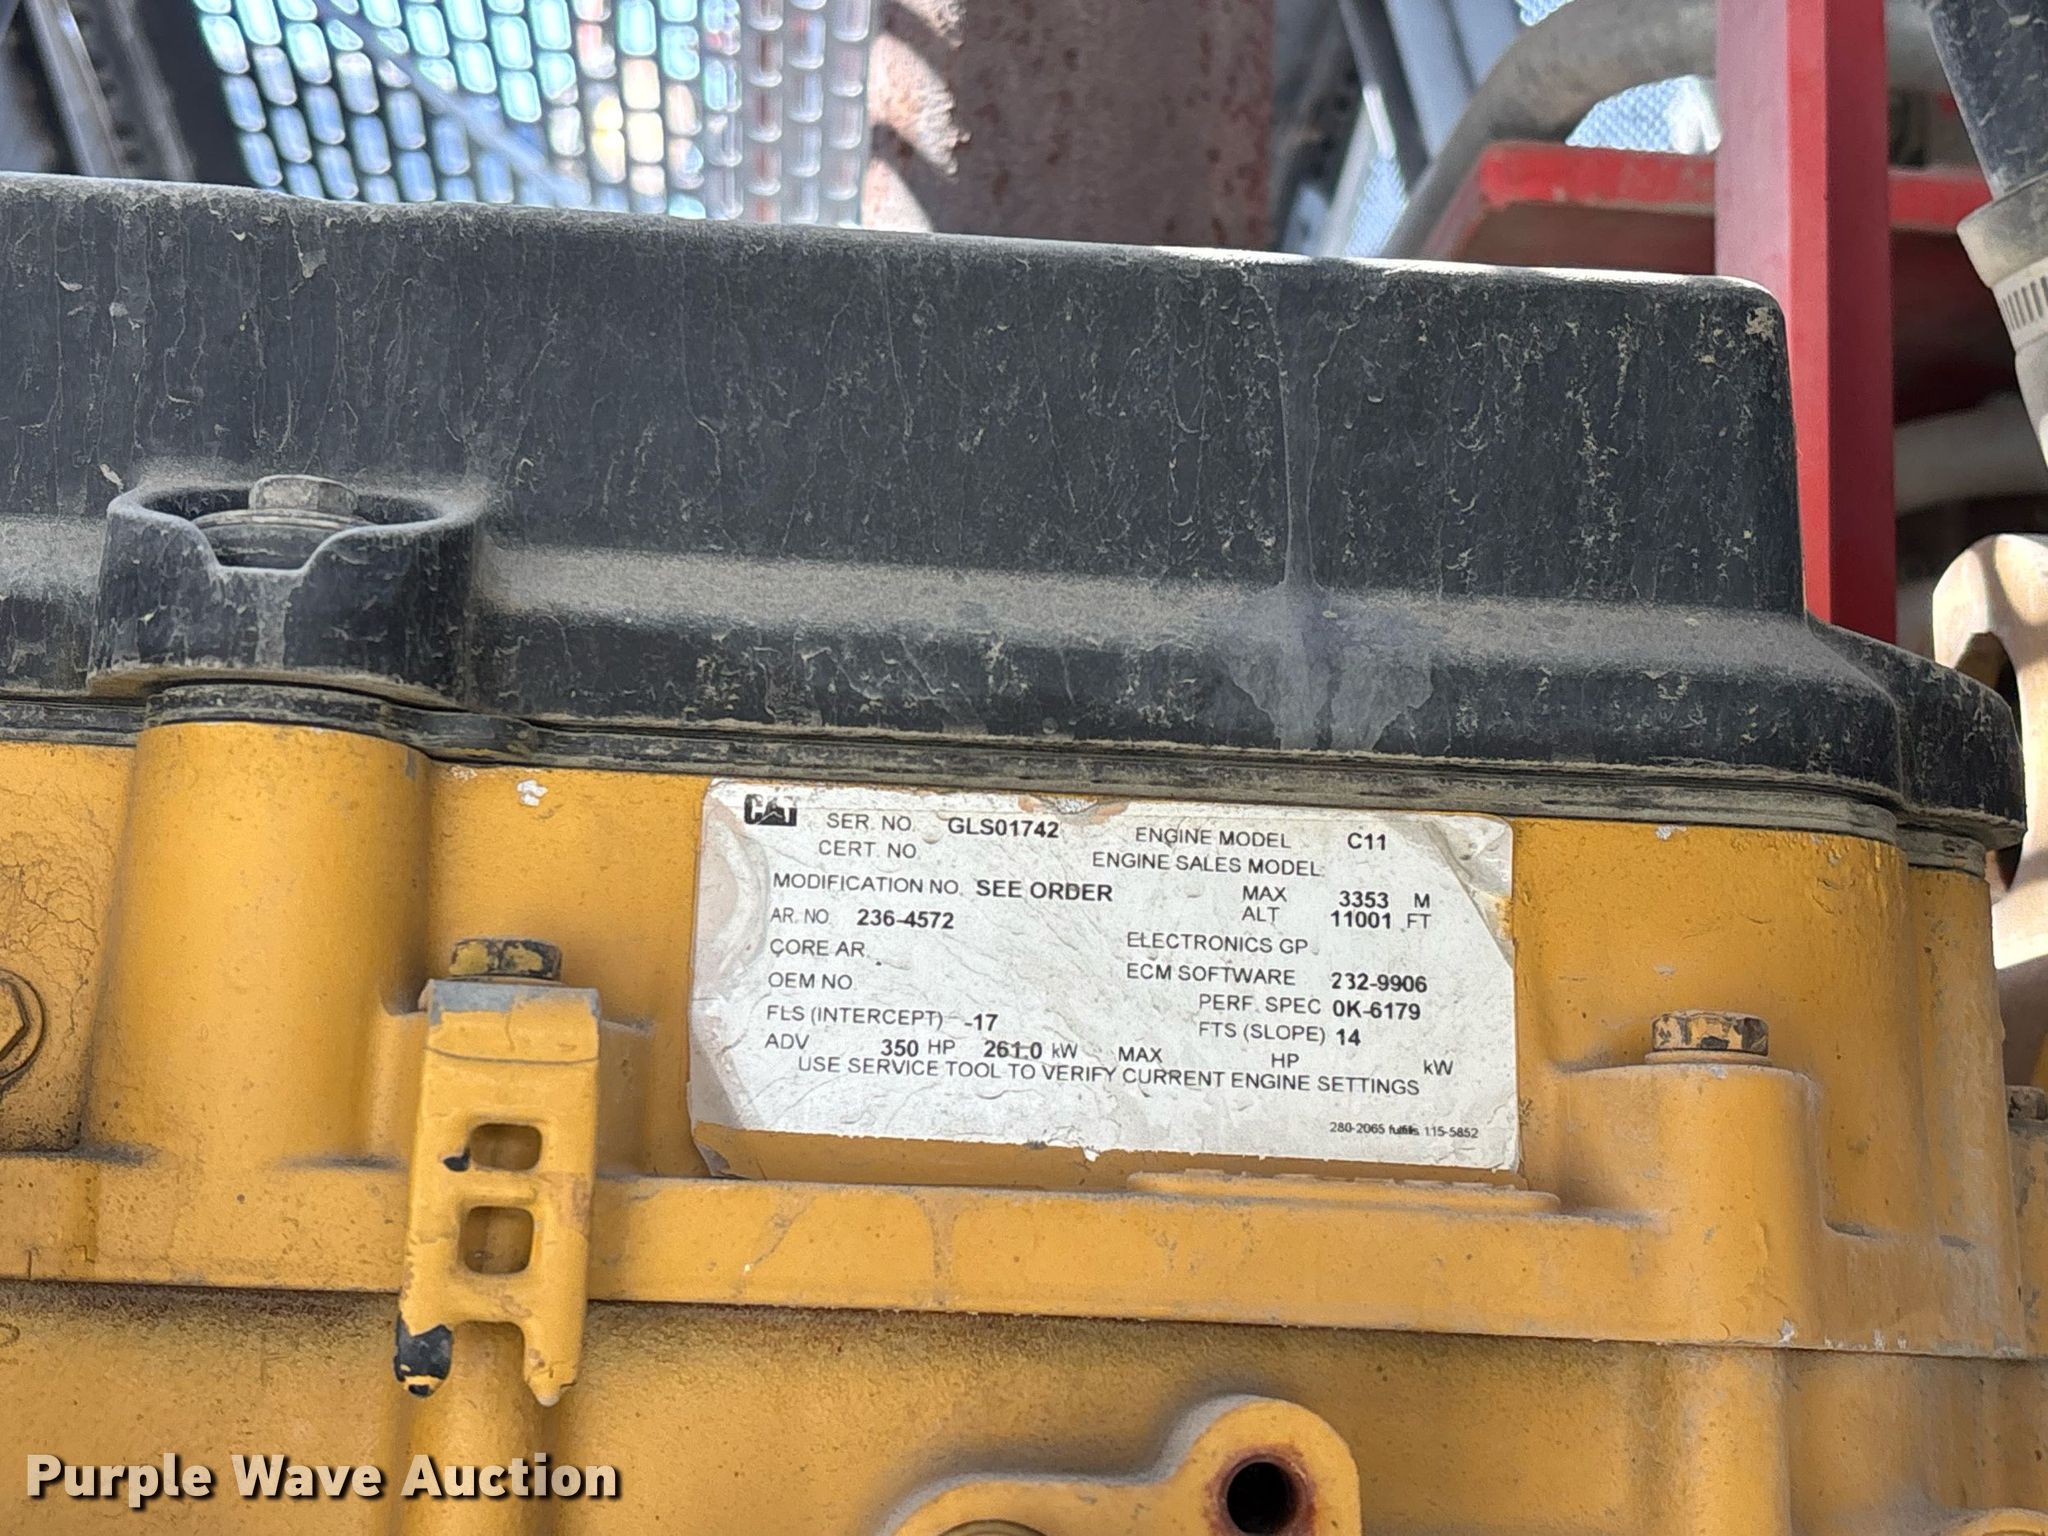 CAT SER. NO. GLS01742 ENGINE MODEL C11
CERT. NO. ENGINE SALES MODEL:
MODIFICATION NO. SEE ORDER MAX 3353 M
AR. NO. 236-4572 ALT 11001 FT
CORE AR. ELECTRONICS GP
OEM NO. ECM SOFTWARE 232-9906
PERF. SPEC 0K-6179
FLS (INTERCEPT) -17 FTS (SLOPE) 14
ADV 350 HP 261.0 kW MAX HP kW
USE SERVICE TOOL TO VERIFY CURRENT ENGINE SETTINGS
280-2065 fulfills 115-5852
Purple Wave Auction